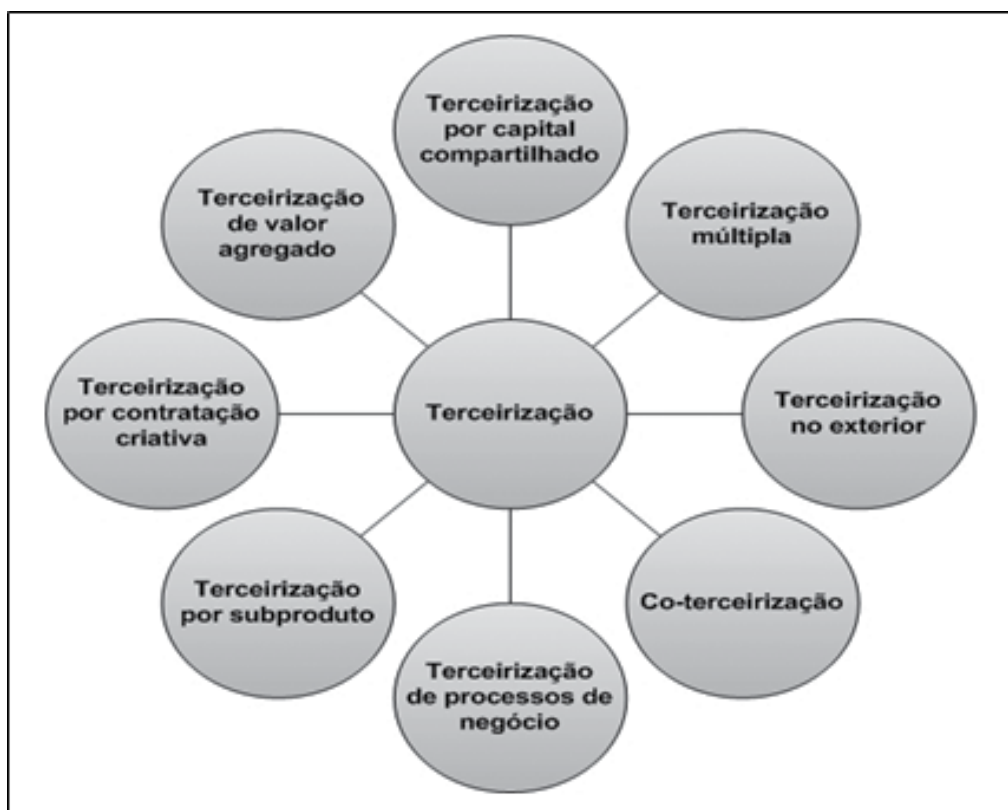 Terceirização
por capital
compartilhado
Terceirização
de valor
agregado
Terceirização
múltipla
Terceirização
por contratação
criativa
Terceirização
Terceirização
no exterior
Terceirização
por subproduto
Co-terceirização
Terceirização
de processos de
negócio